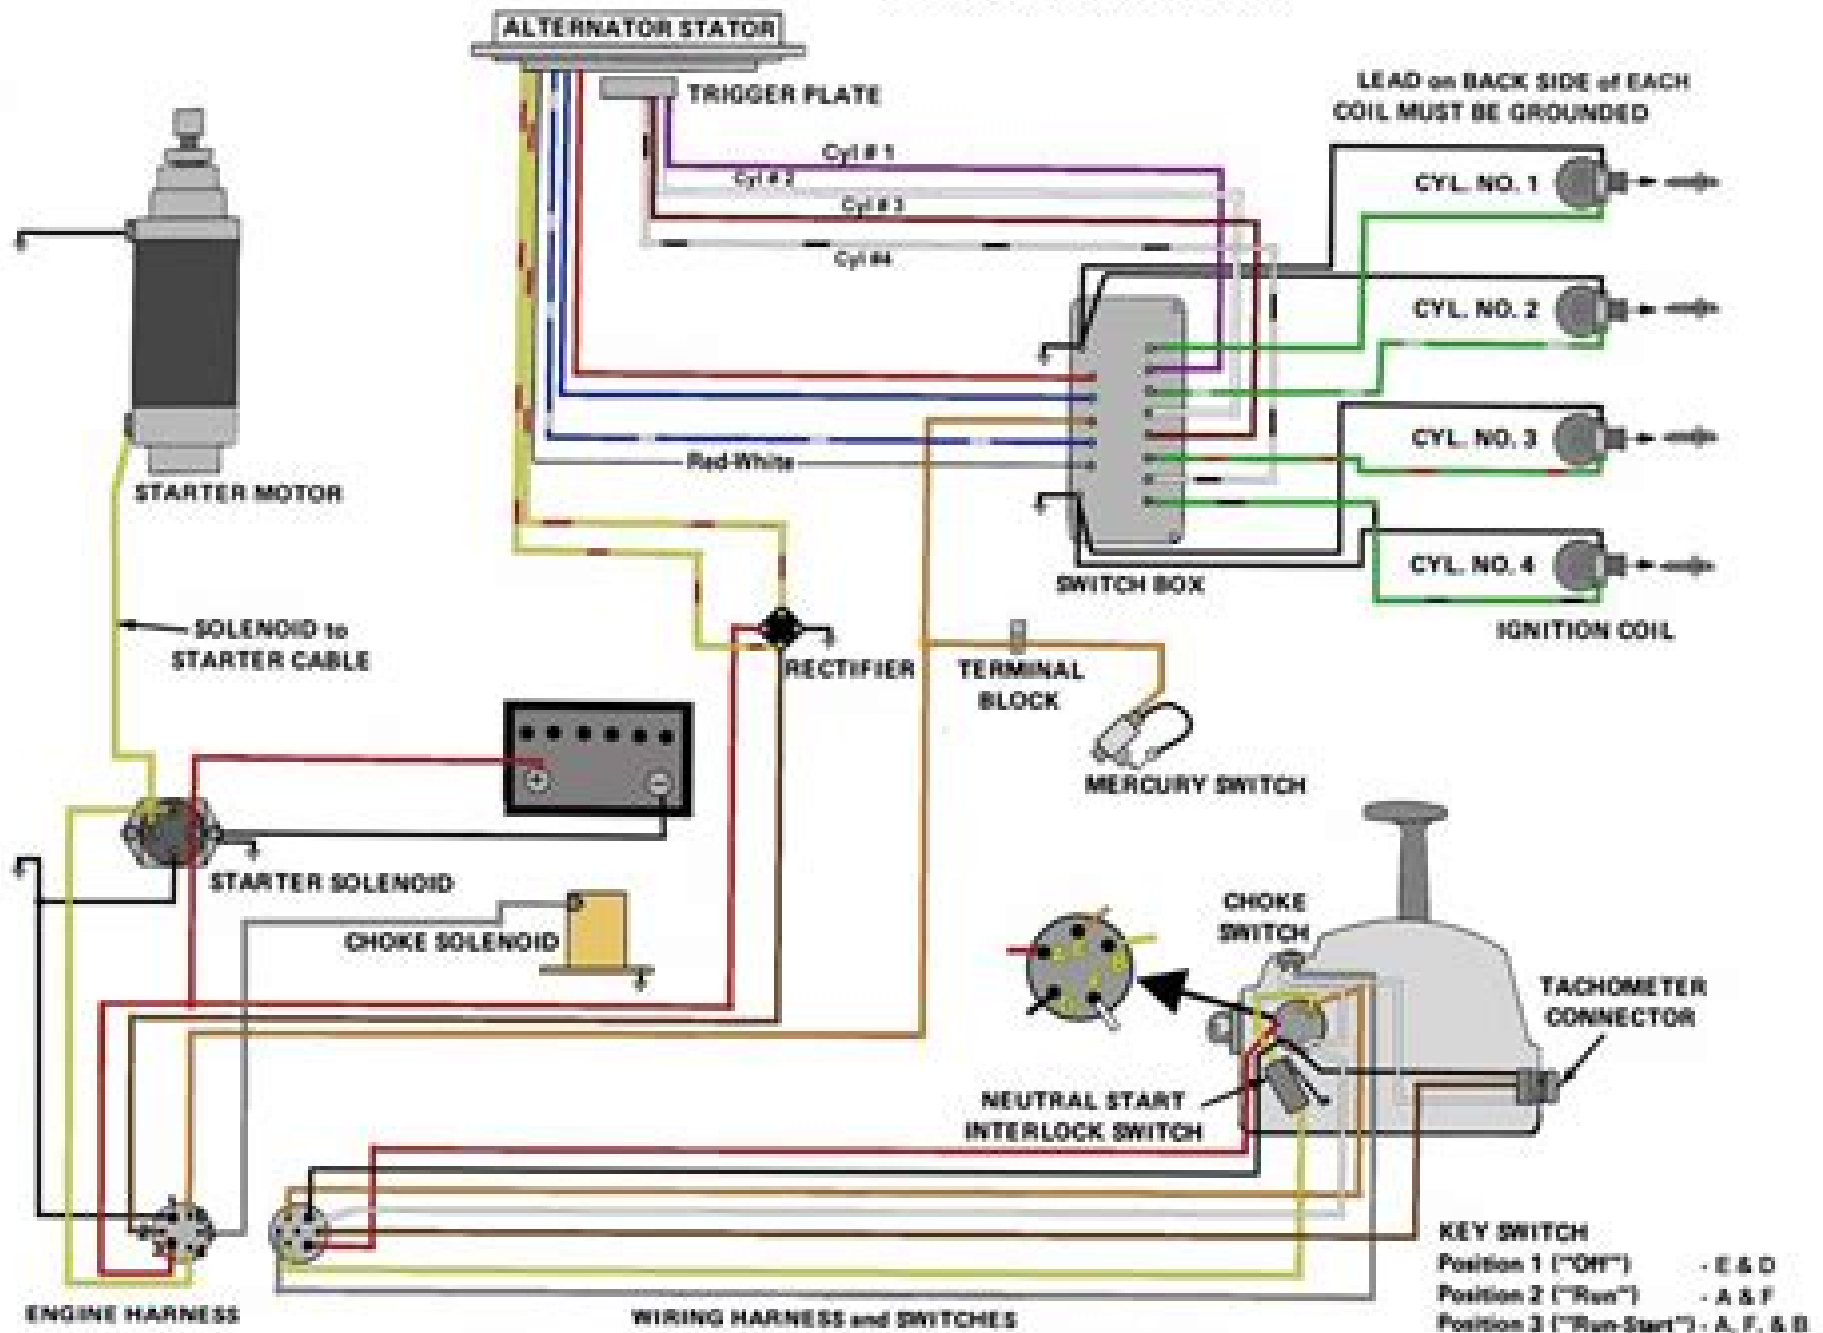 ALTERNATOR STATOR
TRIGGER PLATE
LEAD on BACK SIDE of EACH
COIL MUST BE GROUNDED
Cyl # 1
Cyl # 2
Cyl # 3
Cyl #4
CYL. NO. 1
CYL. NO. 2
CYL. NO. 3
CYL. NO. 4
Red-White
STARTER MOTOR
SWITCH BOX
IGNITION COIL
SOLENOID to
STARTER CABLE
RECTIFIER
TERMINAL
BLOCK
+
−
MERCURY SWITCH
STARTER SOLENOID
CHOKE SOLENOID
CHOKE
SWITCH
TACHOMETER
CONNECTOR
NEUTRAL START
INTERLOCK SWITCH
ENGINE HARNESS
WIRING HARNESS and SWITCHES
KEY SWITCH
Position 1 ("Off") - E & D
Position 2 ("Run") - A & F
Position 3 ("Run-Start") - A, F, & B